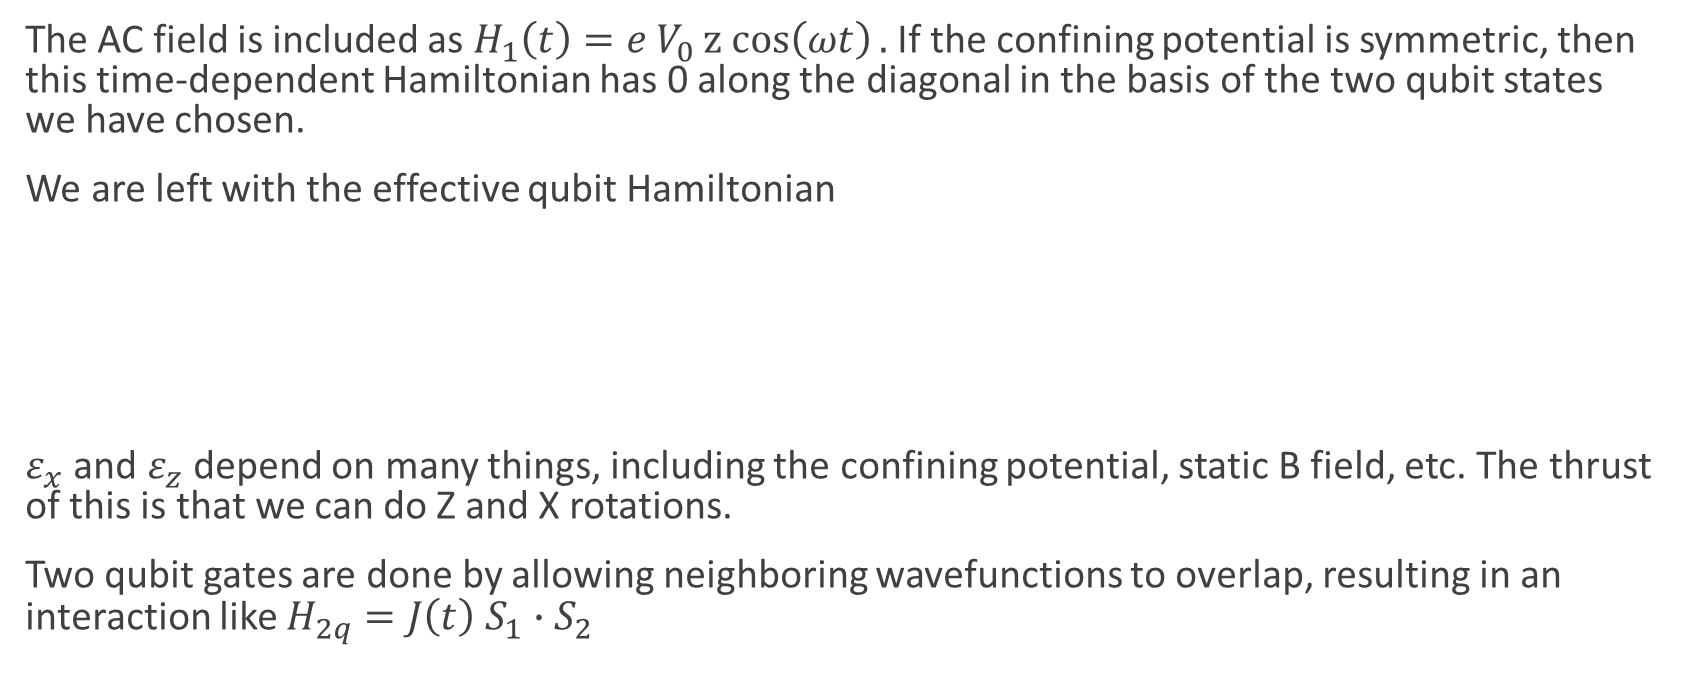 The AC field is included as H₁(t) = e V₀ z cos(ωt). If the confining potential is symmetric, then
this time-dependent Hamiltonian has 0 along the diagonal in the basis of the two qubit states
we have chosen.
We are left with the effective qubit Hamiltonian
εₓ and ε_z depend on many things, including the confining potential, static B field, etc. The thrust
of this is that we can do Z and X rotations.
Two qubit gates are done by allowing neighboring wavefunctions to overlap, resulting in an
interaction like H_{2q} = J(t) S₁ · S₂